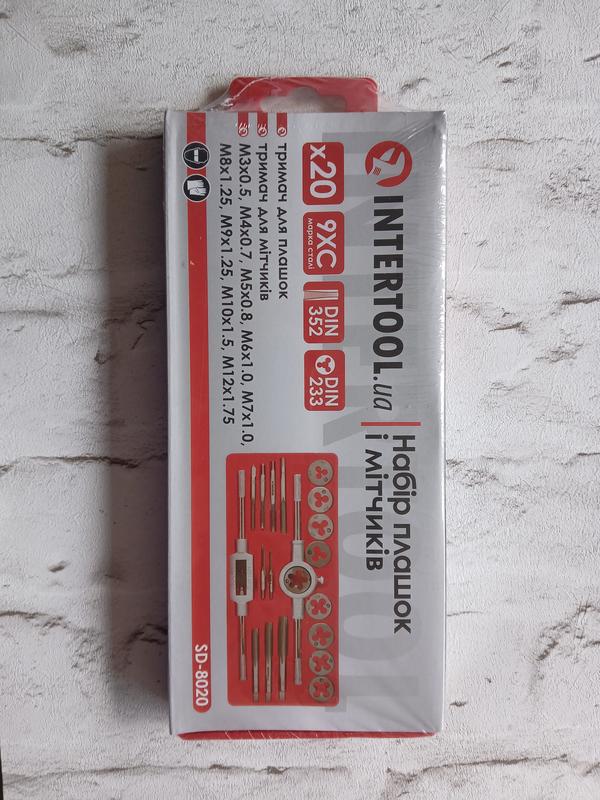 INTERTOOL.ua
Набір плашок
і мітчиків
x20
9ХС
марка сталі
DIN
352
DIN
233
тримач для плашок
тримач для мітчиків
M3x0.5, M4x0.7, M5x0.8, M6x1.0, M7x1.0,
M8x1.25, M9x1.25, M10x1.5, M12x1.75
SD-8020
INTERTOOL